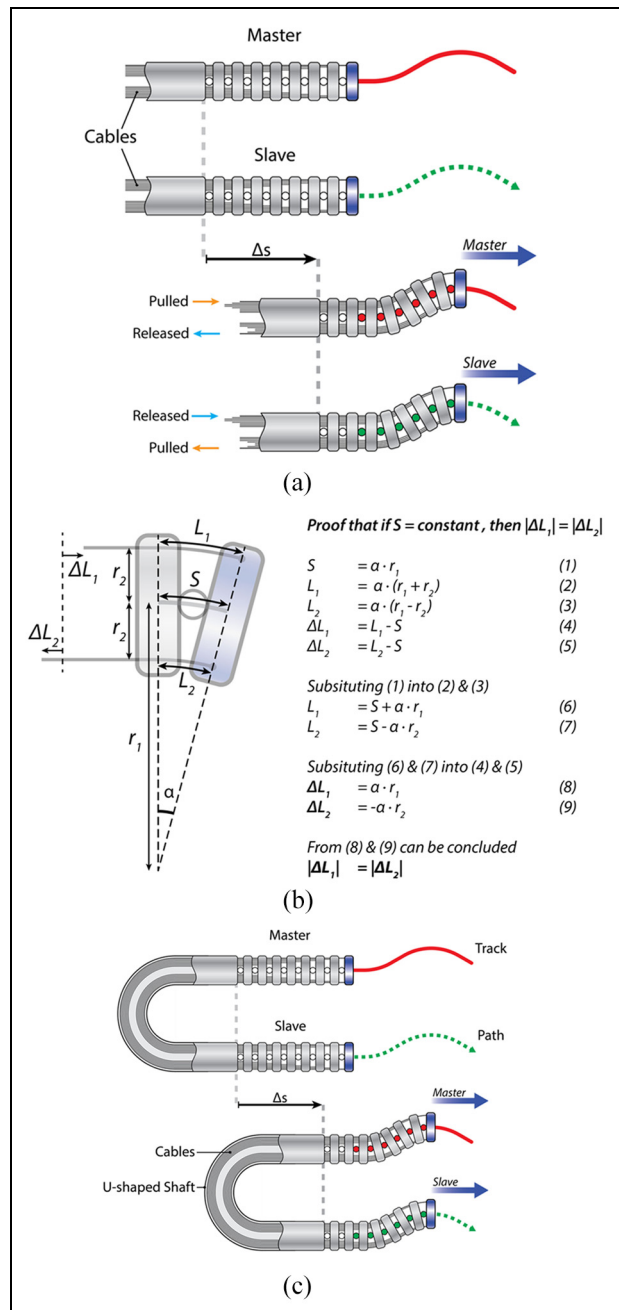 Master
Cables
Slave
Δs
Master
Pulled
Released
Slave
Released
Pulled
(a)
Proof that if S = constant, then |ΔL₁| = |ΔL₂|
S = α · r₁ (1)
L₁ = α · (r₁ + r₂) (2)
L₂ = α · (r₁ - r₂) (3)
ΔL₁ = L₁ - S (4)
ΔL₂ = L₂ - S (5)
Subsituting (1) into (2) & (3)
L₁ = S + α · r₁ (6)
L₂ = S - α · r₂ (7)
Subsituting (6) & (7) into (4) & (5)
ΔL₁ = α · r₁ (8)
ΔL₂ = -α · r₂ (9)
From (8) & (9) can be concluded
|ΔL₁| = |ΔL₂|
L₁
ΔL₁
r₂
S
ΔL₂
r₂
L₂
r₁
α
(b)
Master
Track
Slave
Path
Δs
Master
Cables
U-shaped Shaft
Slave
(c)